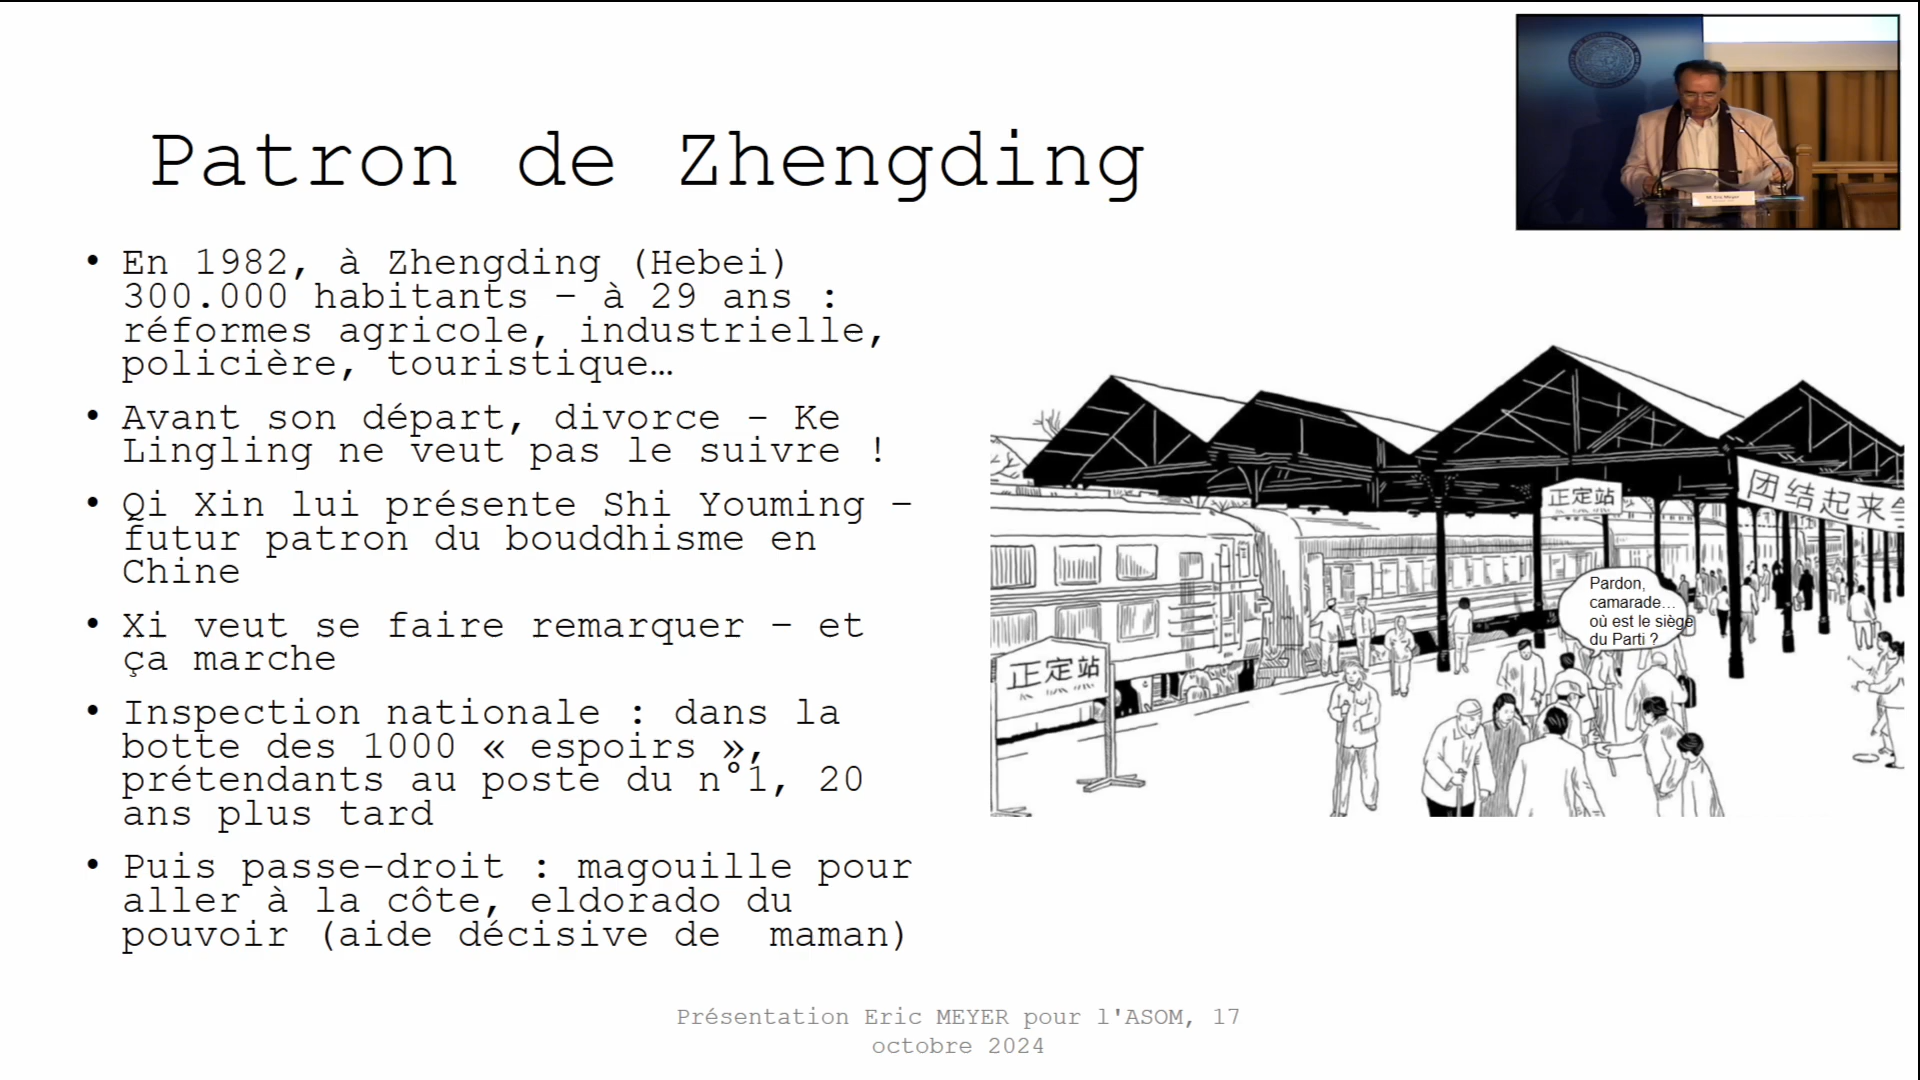 Patron de Zhengding
• En 1982, à Zhengding (Hebei)
300.000 habitants – à 29 ans :
réformes agricole, industrielle,
policière, touristique…
• Avant son départ, divorce – Ke
Lingling ne veut pas le suivre !
• Qi Xin lui présente Shi Youming –
futur patron du bouddhisme en
Chine
• Xi veut se faire remarquer – et
ça marche
• Inspection nationale : dans la
botte des 1000 « espoirs »,
prétendants au poste du n°1, 20
ans plus tard
• Puis passe-droit : magouille pour
aller à la côte, eldorado du
pouvoir (aide décisive de  maman)
正定站
团结起来
Pardon,
camarade…
où est le siège
du Parti ?
正定站
M. Eric Meyer
Présentation Eric MEYER pour l'ASOM, 17
octobre 2024